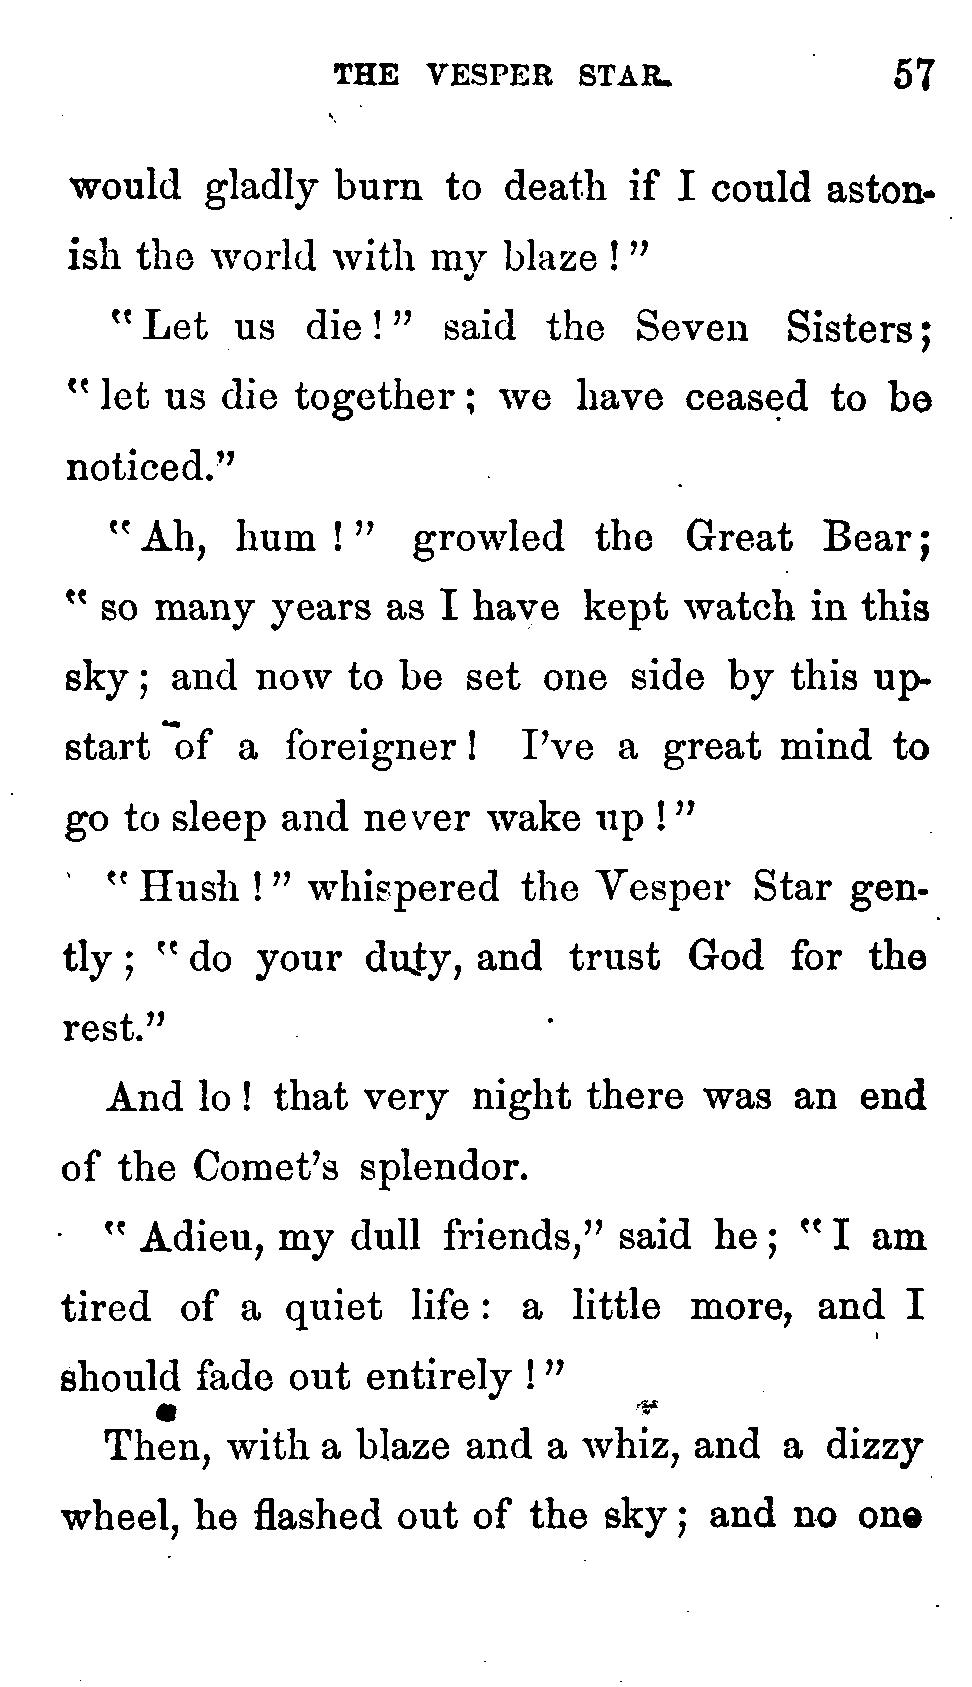 THE VESPER STAR. 57
would gladly burn to death if I could aston-
ish the world with my blaze!"
"Let us die!" said the Seven Sisters;
"let us die together; we have ceased to be
noticed."
"Ah, hum!" growled the Great Bear;
"so many years as I have kept watch in this
sky; and now to be set one side by this up-
start of a foreigner! I've a great mind to
go to sleep and never wake up!"
"Hush!" whispered the Vesper Star gen-
tly; "do your duty, and trust God for the
rest."
And lo! that very night there was an end
of the Comet's splendor.
"Adieu, my dull friends," said he; "I am
tired of a quiet life: a little more, and I
should fade out entirely!"
Then, with a blaze and a whiz, and a dizzy
wheel, he flashed out of the sky; and no one